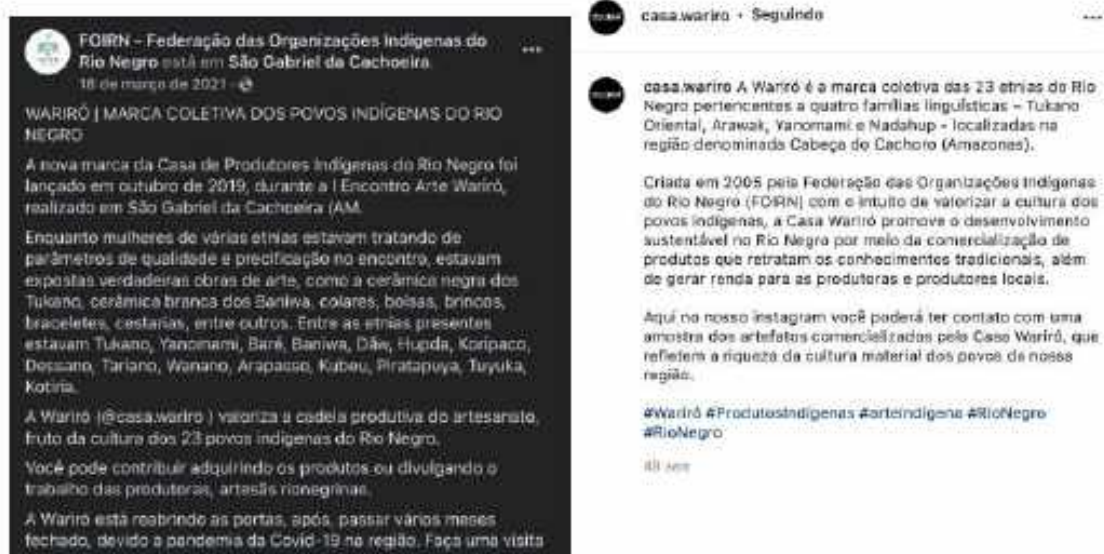 FOIRN – Federação das Organizações Indígenas do
Rio Negro está em São Gabriel da Cachoeira.
16 de março de 2021 ·
WARIRÓ | MARCA COLETIVA DOS POVOS INDÍGENAS DO RIO
NEGRO
A nova marca da Casa de Produtores Indígenas do Rio Negro foi
lançado em outubro de 2019, durante a I Encontro Arte Wariró,
realizado em São Gabriel da Cachoeira (AM.
Enquanto mulheres de várias etnias estavam tratando de
parâmetros de qualidade e precificação no encontro, estavam
expostas verdadeiras obras de arte, como a cerâmica negra dos
Tukano, cerâmica branca dos Baniwa, colares, bolsas, brincos,
braceletes, cestarias, entre outros. Entre as etnias presentes
estavam Tukano, Yanomami, Baré, Baniwa, Dâw, Hupda, Koripaco,
Dessano, Tariano, Wanano, Arapasso, Kubeu, Piratapuya, Tuyuka,
Kotiria.
A Wariró (@casa.wariro ) valoriza a cadeia produtiva do artesanato,
fruto da cultura dos 23 povos indígenas do Rio Negro.
Você pode contribuir adquirindo os produtos ou divulgando o
trabalho das produtoras, artesãs rionegrinas.
A Wariró está reabrindo as portas, após, passar vários meses
fechado, devido a pandemia da Covid-19 na região. Faça uma visita
casa.wariro • Seguindo
casa.wariro A Wariró é a marca coletiva das 23 etnias do Rio
Negro pertencentes a quatro famílias linguísticas – Tukano
Oriental, Arawak, Yanomami e Nadahup - localizadas na
região denominada Cabeça do Cachoro (Amazonas).
Criada em 2005 pela Federação das Organizações Indígenas
do Rio Negro (FOIRN) com o intuito de valorizar a cultura dos
povos indígenas, a Casa Wariró promove o desenvolvimento
sustentável no Rio Negro por meio da comercialização de
produtos que retratam os conhecimentos tradicionais, além
de gerar renda para as produtoras e produtores locais.
Aqui no nosso instagram você poderá ter contato com uma
amostra dos artefatos comercializados pela Casa Wariró, que
refletem a riqueza da cultura material dos povos da nossa
região.
#Wariró #ProdutosIndígenas #arteindígena #RioNegro
#RioNegro
sem